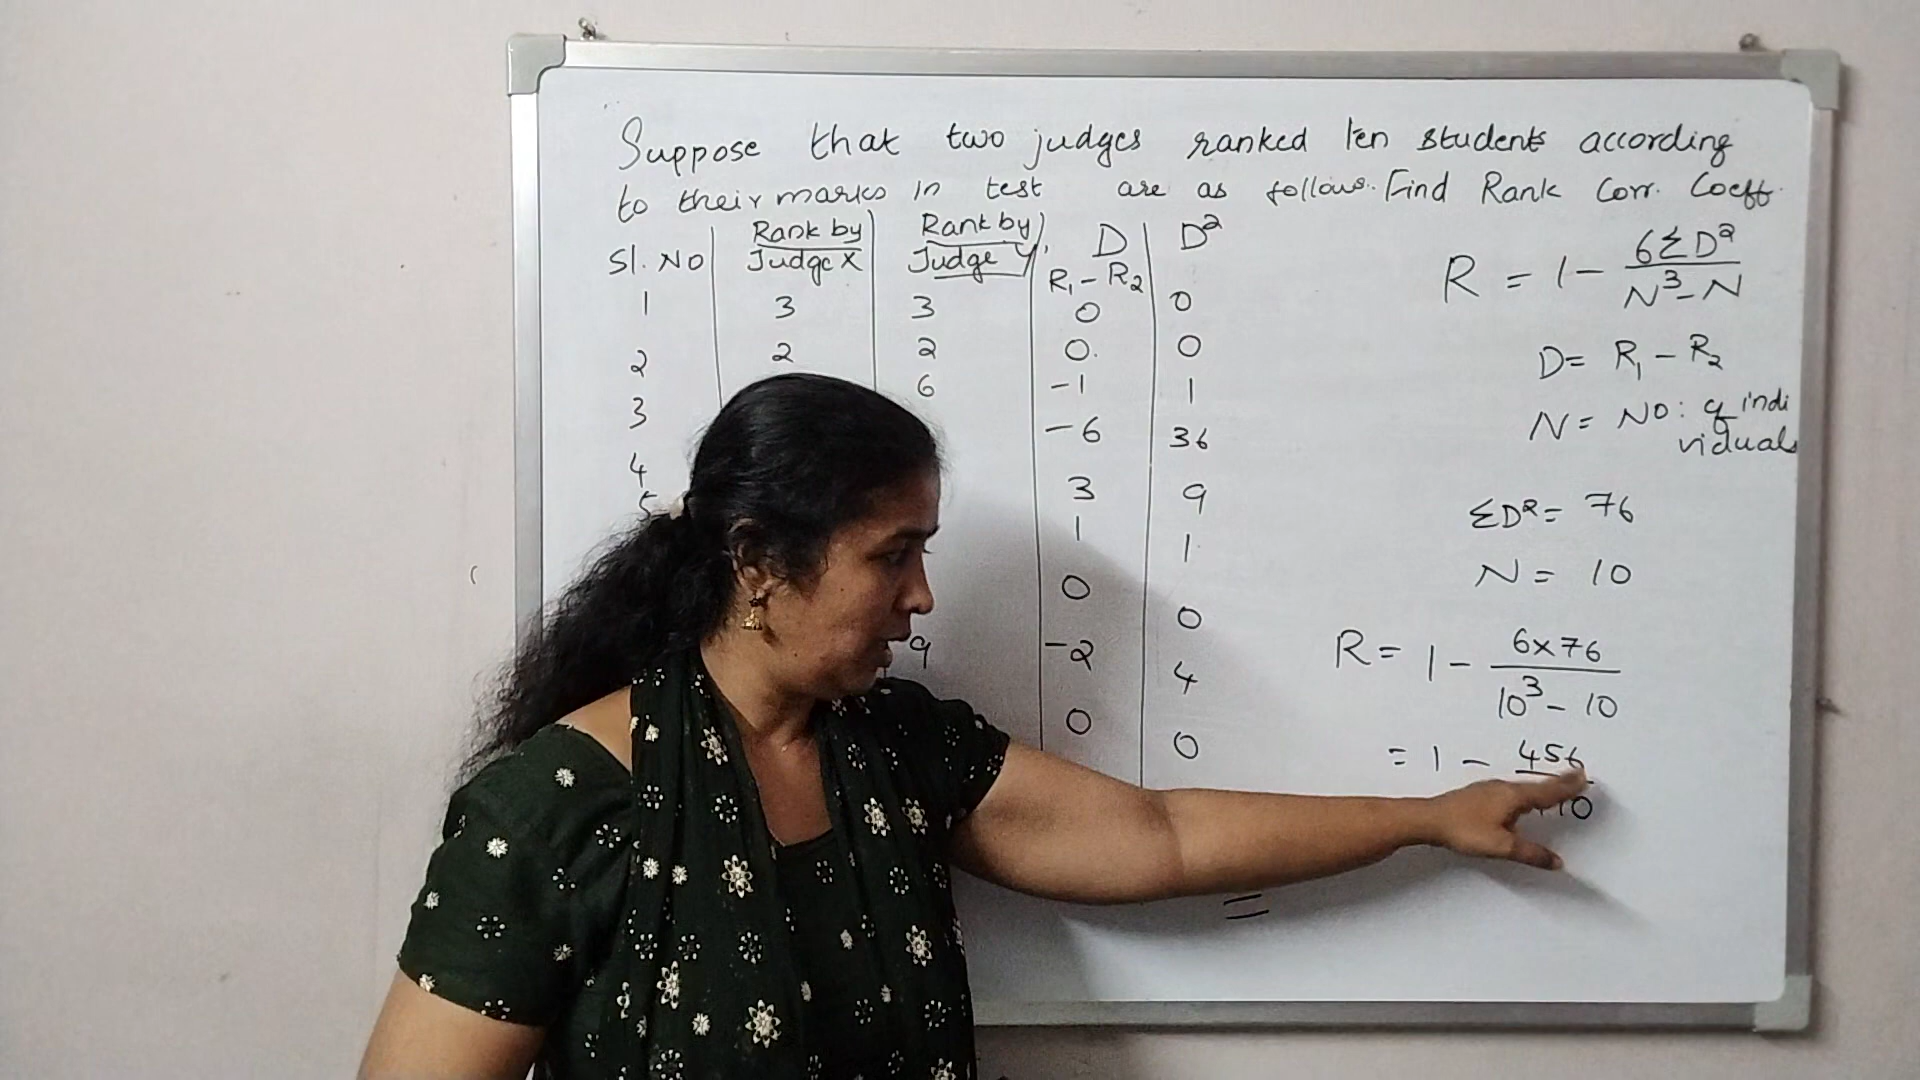 Suppose that two judges ranked ten students according
to their marks in test are as follows. Find Rank Corr. Coeff.
Sl. NO | Rank by Judge X | Rank by Judge Y | D R₁ - R₂ | D²
1 3 3 0 0
2 2 2 0. 0
3 6 -1 1
4 -6 36
5 3 9
1 1
0 0
9 -2 4
0 0
=
R = 1 - 6ΣD² / N³ - N
D = R₁ - R₂
N = NO: of indi
viduals
ΣD² = 76
N = 10
R = 1 - 6×76 / 10³ - 10
= 1 - 456